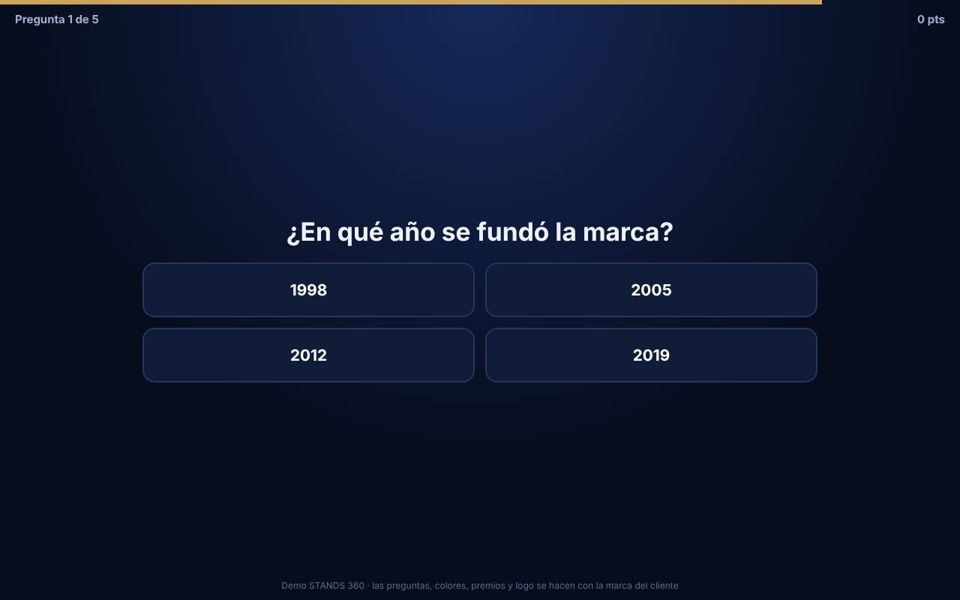 Pregunta 1 de 5
0 pts
¿En qué año se fundó la marca?
1998
2005
2012
2019
Demo STANDS 360 · las preguntas, colores, premios y logo se hacen con la marca del cliente